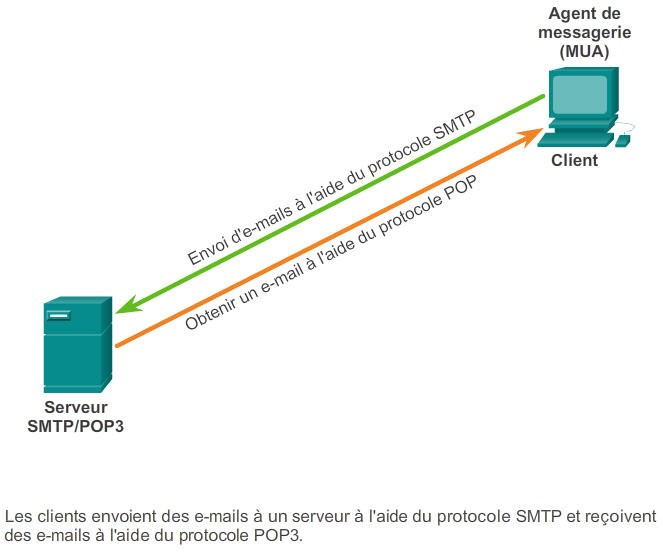 Agent de
messagerie
(MUA)
Client
Envoi d'e-mails à l'aide du protocole SMTP
Obtenir un e-mail à l'aide du protocole POP
Serveur
SMTP/POP3
Les clients envoient des e-mails à un serveur à l'aide du protocole SMTP et reçoivent
des e-mails à l'aide du protocole POP3.